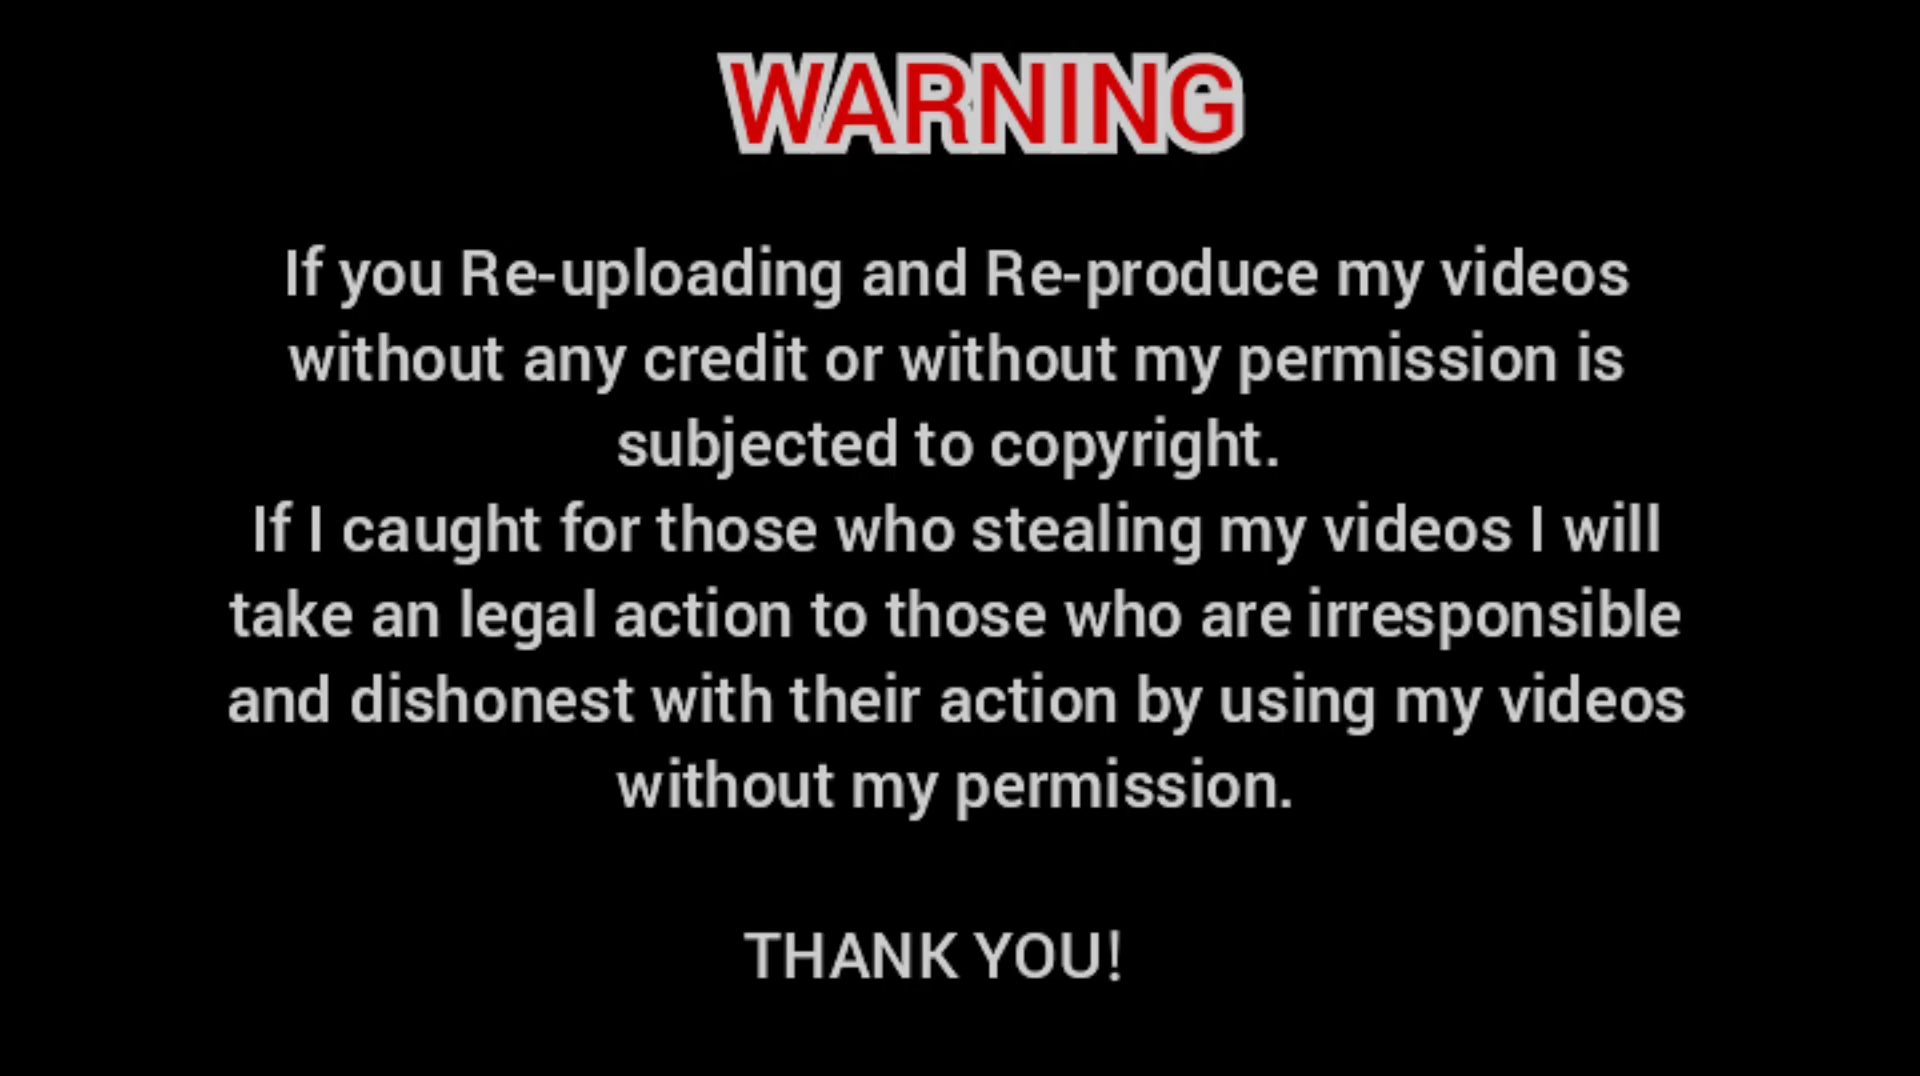 WARNING
If you Re-uploading and Re-produce my videos
without any credit or without my permission is
subjected to copyright.
If I caught for those who stealing my videos I will
take an legal action to those who are irresponsible
and dishonest with their action by using my videos
without my permission.
THANK YOU!